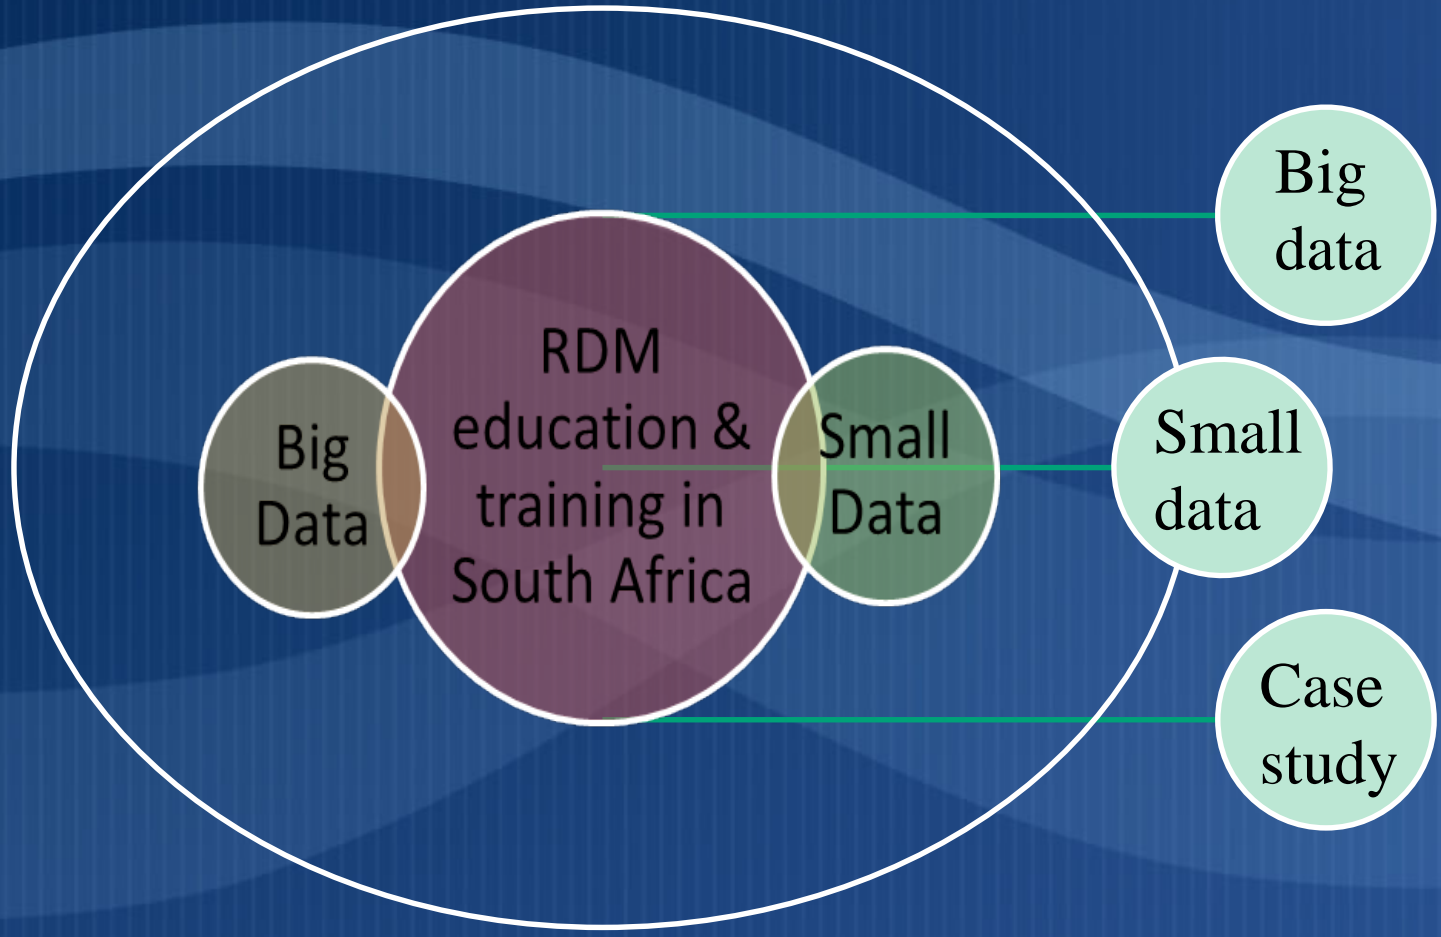 Big
Data
RDM
education &
training in
South Africa
Small
Data
Big
data
Small
data
Case
study